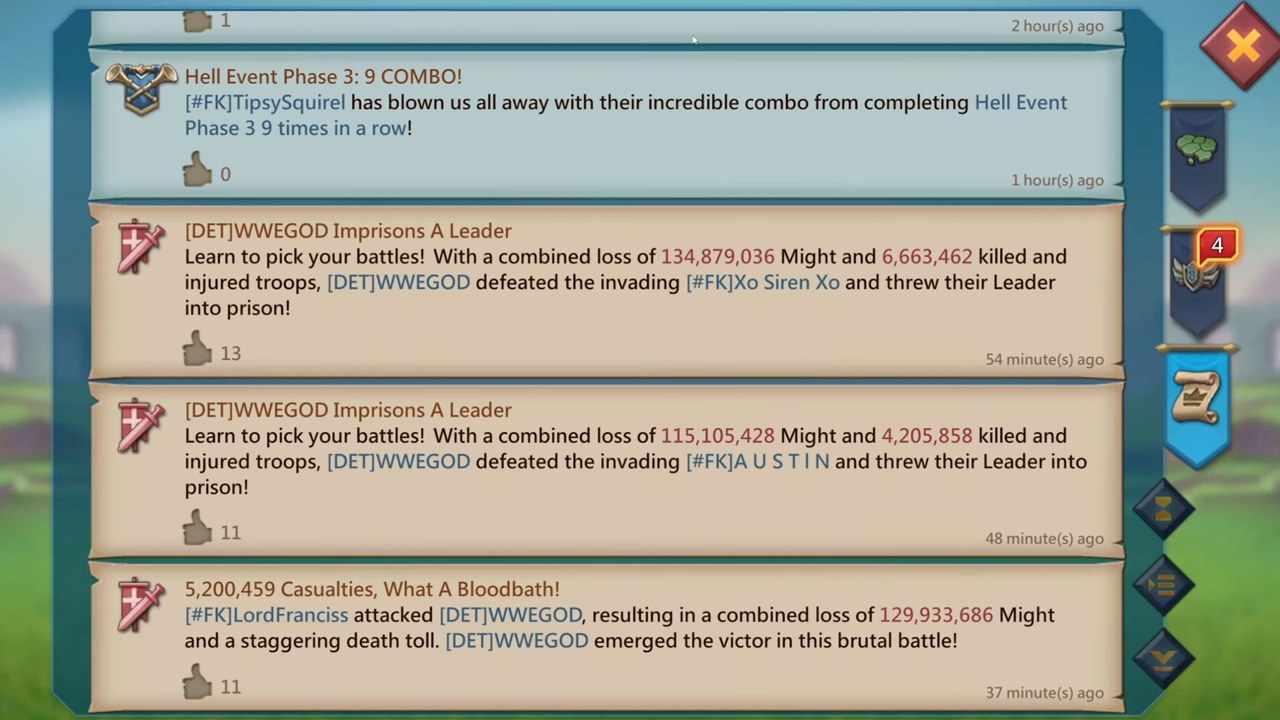 1
2 hour(s) ago
Hell Event Phase 3: 9 COMBO!
[#FK]TipsySquirel has blown us all away with their incredible combo from completing Hell Event
Phase 3 9 times in a row!
0
1 hour(s) ago
[DET]WWEGOD Imprisons A Leader
Learn to pick your battles! With a combined loss of 134,879,036 Might and 6,663,462 killed and
injured troops, [DET]WWEGOD defeated the invading [#FK]Xo Siren Xo and threw their Leader
into prison!
13
54 minute(s) ago
4
[DET]WWEGOD Imprisons A Leader
Learn to pick your battles! With a combined loss of 115,105,428 Might and 4,205,858 killed and
injured troops, [DET]WWEGOD defeated the invading [#FK]A U S T l N and threw their Leader into
prison!
11
48 minute(s) ago
5,200,459 Casualties, What A Bloodbath!
[#FK]LordFranciss attacked [DET]WWEGOD, resulting in a combined loss of 129,933,686 Might
and a staggering death toll. [DET]WWEGOD emerged the victor in this brutal battle!
11
37 minute(s) ago